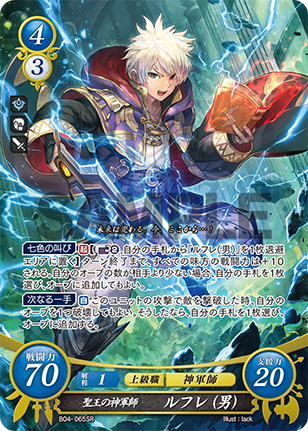 4
3
未来は変わる。今、ここから…!
七色の叫び 起【②, 自分の手札から「ルフレ(男)」を1枚退避
エリアに置く】ターン終了まで、すべての味方の戦闘力は+10
される。自分のオーブの数が相手より少ない場合、自分の手札を1枚
選び、オーブに追加してもよい。
次なる一手 自 このユニットの攻撃で敵を撃破した時、自分の
オーブを1つ破壊してもよい。そうしたなら、自分の手札を1枚選び、
オーブに追加する。
戦闘力
70
射程 1 上級職 神軍師
支援力
20
聖王の神軍師 ルフレ(男)
B04-065SR
Illust : lack